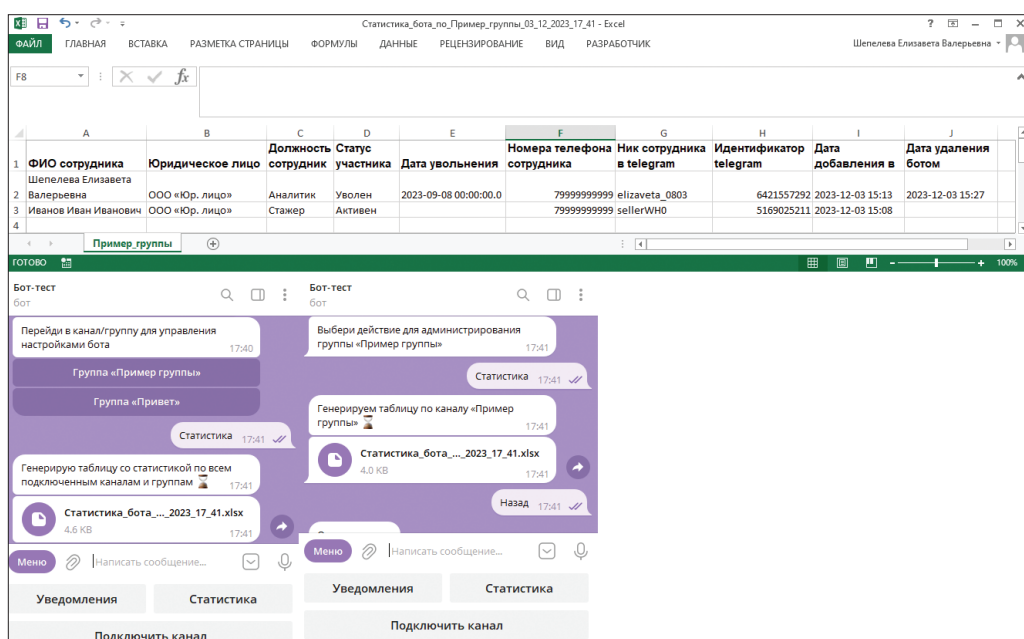 Статистика_бота_по_Пример_группы_03_12_2023_17_41 - Excel
ФАЙЛ ГЛАВНАЯ ВСТАВКА РАЗМЕТКА СТРАНИЦЫ ФОРМУЛЫ ДАННЫЕ РЕЦЕНЗИРОВАНИЕ ВИД РАЗРАБОТЧИК Шепелева Елизавета Валерьевна
F8 fx
A B C D E F G H I J
Должность Статус Номера телефона Ник сотрудника Идентификатор Дата Дата удаления
1 ФИО сотрудника Юридическое лицо сотрудник участника Дата увольнения сотрудника в telegram telegram добавления в ботом
Шепелева Елизавета
2 Валерьевна ООО «Юр. лицо» Аналитик Уволен 2023-09-08 00:00:00.0 79999999999 elizaveta_0803 6421557292 2023-12-03 15:13 2023-12-03 15:27
3 Иванов Иван Иванович ООО «Юр. лицо» Стажер Активен 79999999999 sellerWH0 5169025211 2023-12-03 15:08
4
Пример_группы
ГОТОВО 100%
Бот-тест
бот
Перейди в канал/группу для управления
настройками бота
17:40
Группа «Пример группы»
Группа «Привет»
Статистика 17:41
Генерирую таблицу со статистикой по всем
подключенным каналам и группам 17:41
Статистика_бота_..._2023_17_41.xlsx
4.6 KB
17:41
Меню Написать сообщение...
Уведомления Статистика
Подключить канал
Бот-тест
бот
Выбери действие для администрирования
группы «Пример группы»
17:41
Статистика 17:41
Генерируем таблицу по каналу «Пример
группы» 17:41
Статистика_бота_..._2023_17_41.xlsx
4.0 KB
17:41
Назад 17:41
Меню Написать сообщение...
Уведомления Статистика
Подключить канал